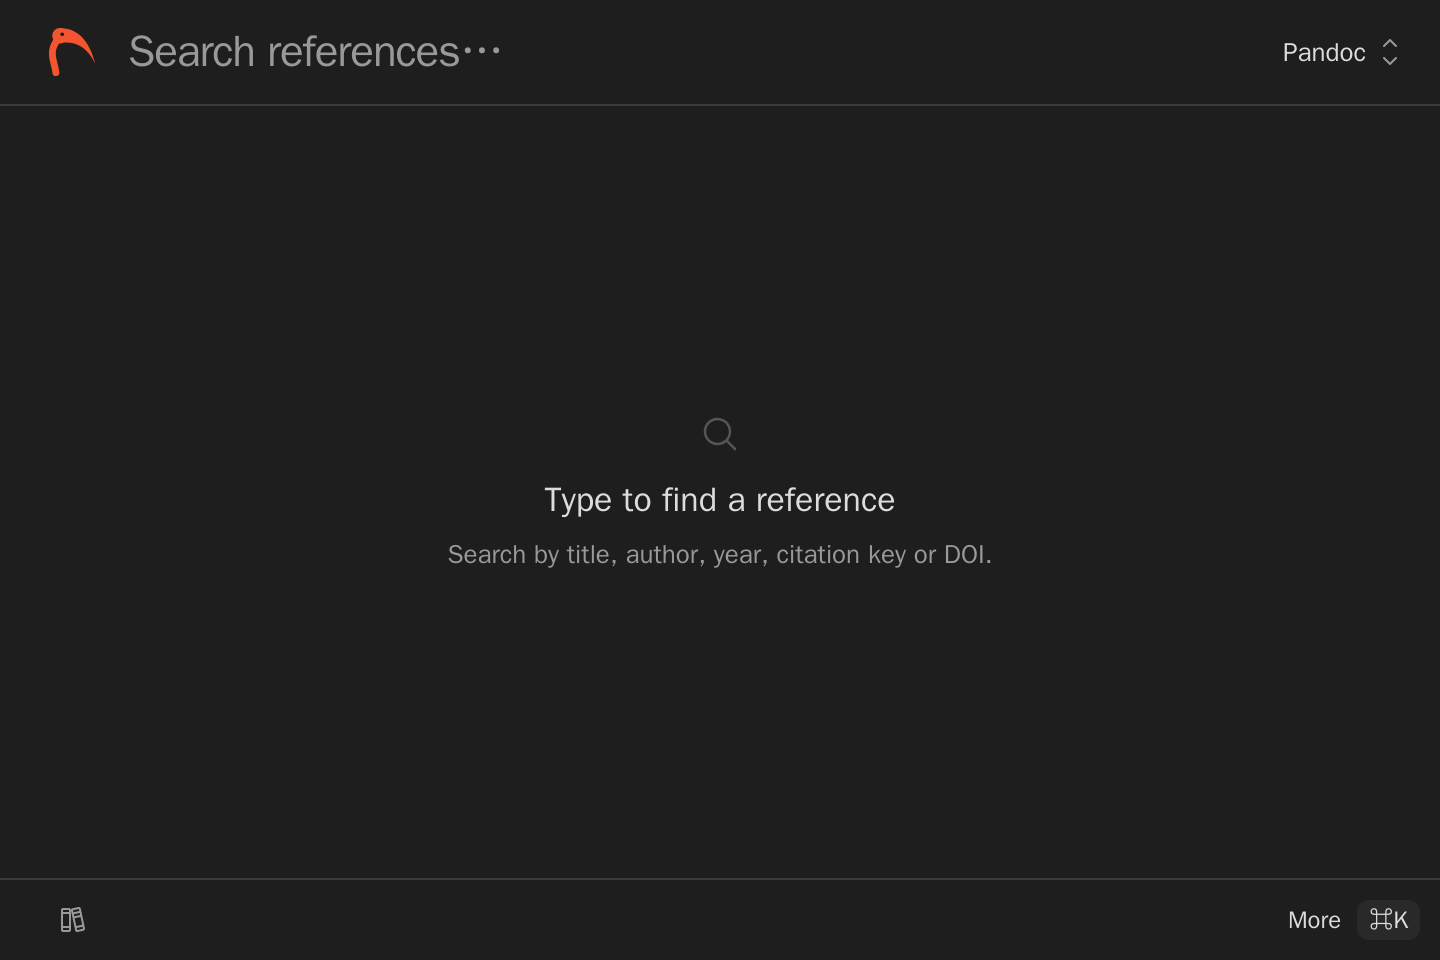 Search references…
Pandoc
Type to find a reference
Search by title, author, year, citation key or DOI.
More ⌘K